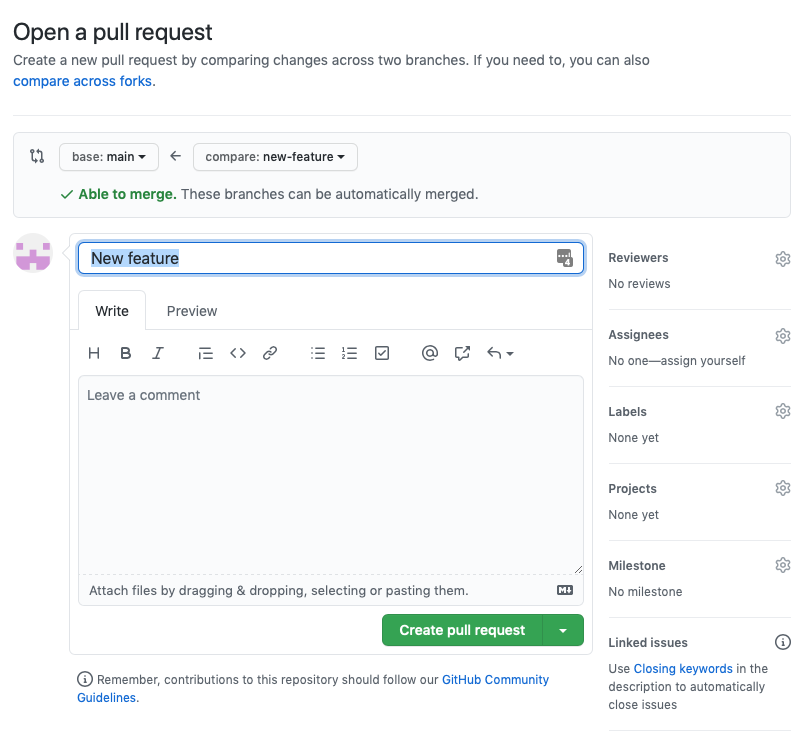 Open a pull request
Create a new pull request by comparing changes across two branches. If you need to, you can also
compare across forks.
base: main
compare: new-feature
Able to merge. These branches can be automatically merged.
New feature
4
Write
Preview
H B I
Leave a comment
Attach files by dragging & dropping, selecting or pasting them.
Create pull request
Remember, contributions to this repository should follow our GitHub Community
Guidelines.
Reviewers
No reviews
Assignees
No one—assign yourself
Labels
None yet
Projects
None yet
Milestone
No milestone
Linked issues
Use Closing keywords in the
description to automatically
close issues